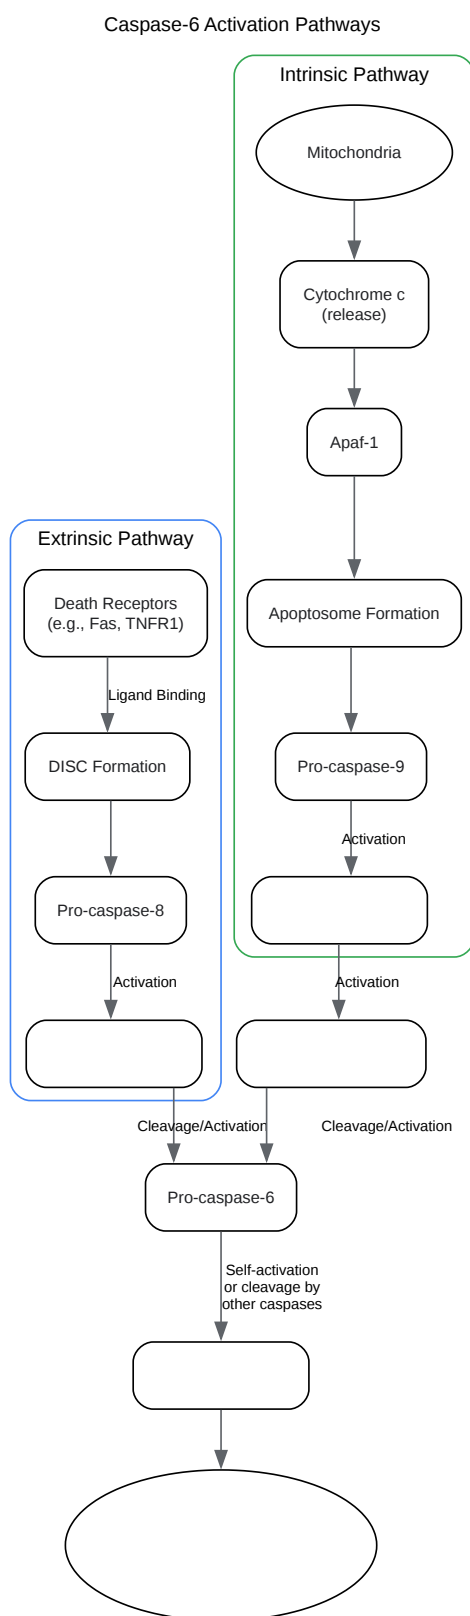 Caspase-6 Activation Pathways
Intrinsic Pathway
Mitochondria
Cytochrome c
(release)
Apaf-1
Extrinsic Pathway
Death Receptors
(e.g., Fas, TNFR1)
Apoptosome Formation
Ligand Binding
DISC Formation
Pro-caspase-9
Activation
Pro-caspase-8
Activation
Activation
Cleavage/Activation
Cleavage/Activation
Pro-caspase-6
Self-activation
or cleavage by
other caspases